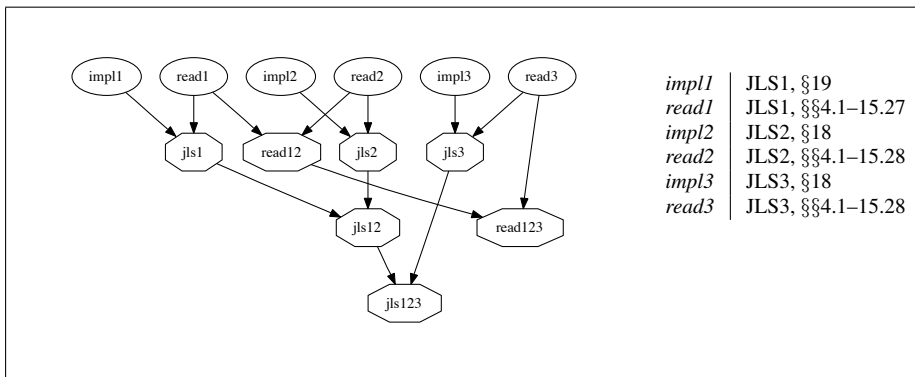 impl1 read1 impl2 read2 impl3 read3
jls1 read12 jls2 jls3
jls12 read123
jls123
impl1 JLS1, §19
read1 JLS1, §§4.1–15.27
impl2 JLS2, §18
read2 JLS2, §§4.1–15.28
impl3 JLS3, §18
read3 JLS3, §§4.1–15.28